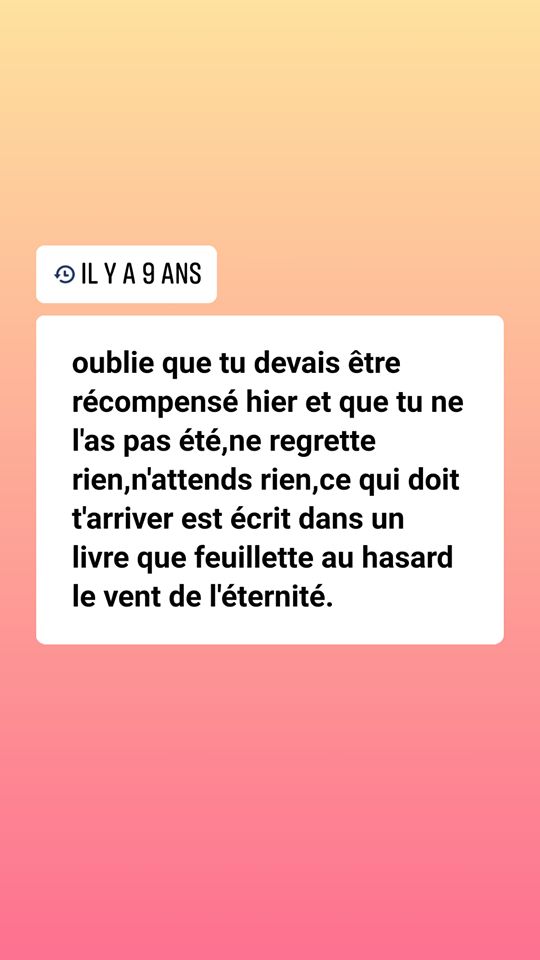 IL Y A 9 ANS
oublie que tu devais être
récompensé hier et que tu ne
l'as pas été,ne regrette
rien,n'attends rien,ce qui doit
t'arriver est écrit dans un
livre que feuillette au hasard
le vent de l'éternité.